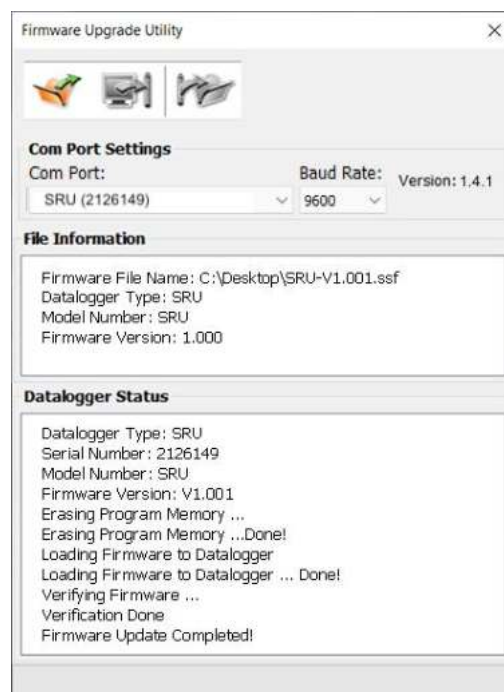 Firmware Upgrade Utility
Com Port Settings
Com Port: Baud Rate: Version: 1.4.1
SRU (2126149) 9600
File Information
Firmware File Name: C:\Desktop\SRU-V1.001.ssf
Datalogger Type: SRU
Model Number: SRU
Firmware Version: 1.000
Datalogger Status
Datalogger Type: SRU
Serial Number: 2126149
Model Number: SRU
Firmware Version: V1.001
Erasing Program Memory ...
Erasing Program Memory ...Done!
Loading Firmware to Datalogger
Loading Firmware to Datalogger ... Done!
Verifying Firmware ...
Verification Done
Firmware Update Completed!